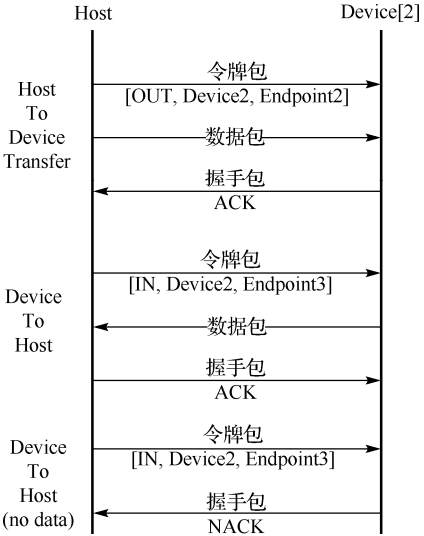 Host
Device[2]
Host
To
Device
Transfer
令牌包
[OUT, Device2, Endpoint2]
数据包
握手包
ACK
Device
To
Host
令牌包
[IN, Device2, Endpoint3]
数据包
握手包
ACK
Device
To
Host
(no data)
令牌包
[IN, Device2, Endpoint3]
握手包
NACK